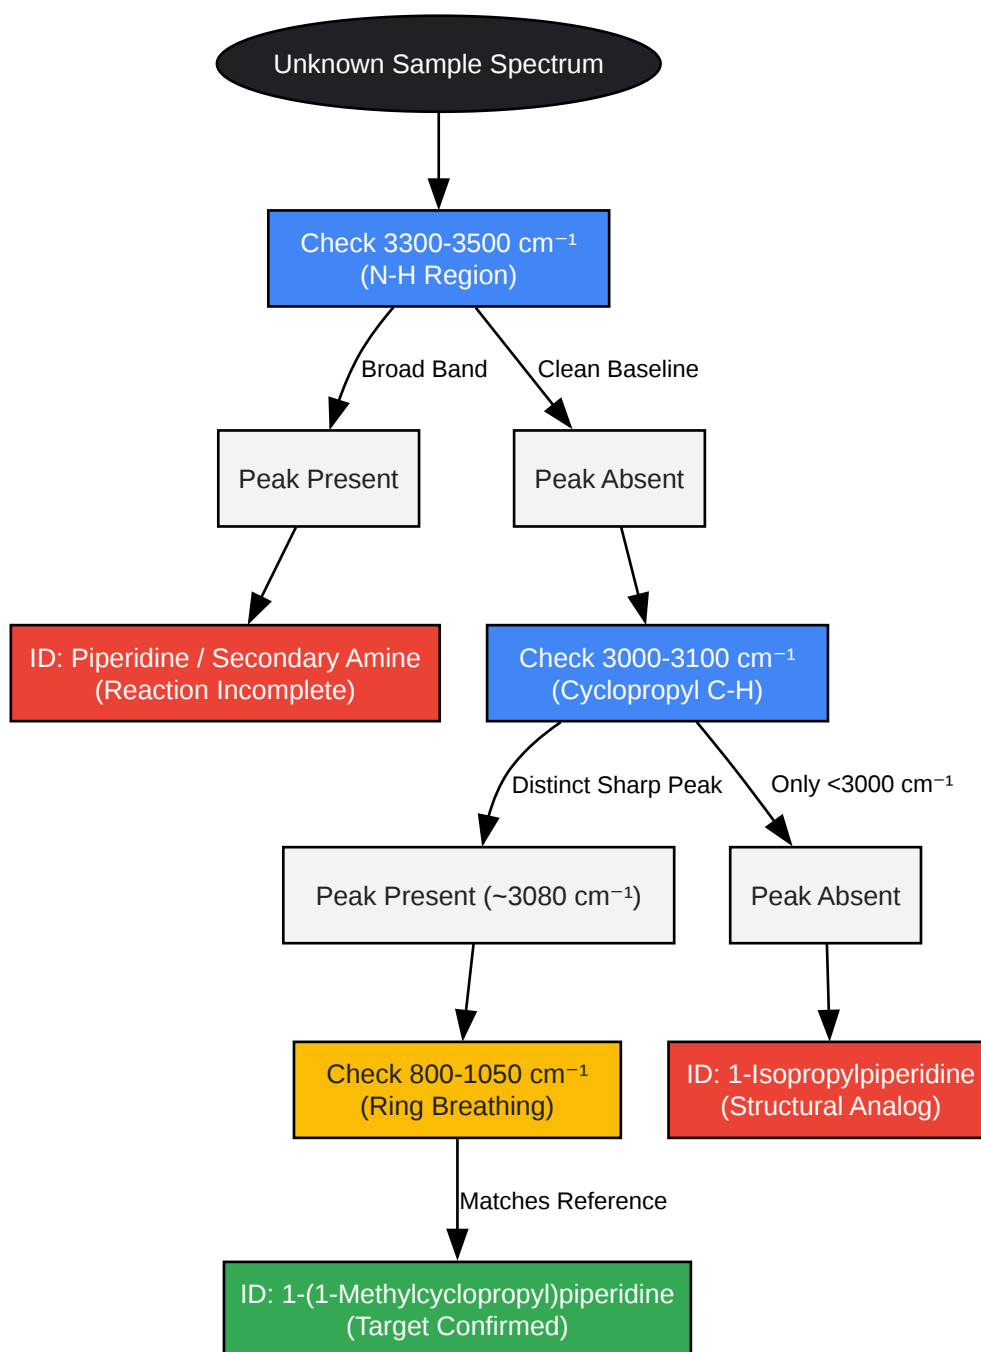 Unknown Sample Spectrum
Check 3300-3500 cm⁻¹
(N-H Region)
Broad Band
Clean Baseline
Peak Present
Peak Absent
ID: Piperidine / Secondary Amine
(Reaction Incomplete)
Check 3000-3100 cm⁻¹
(Cyclopropyl C-H)
Distinct Sharp Peak
Only <3000 cm⁻¹
Peak Present (~3080 cm⁻¹)
Peak Absent
Check 800-1050 cm⁻¹
(Ring Breathing)
ID: 1-Isopropylpiperidine
(Structural Analog)
Matches Reference
ID: 1-(1-Methylcyclopropyl)piperidine
(Target Confirmed)